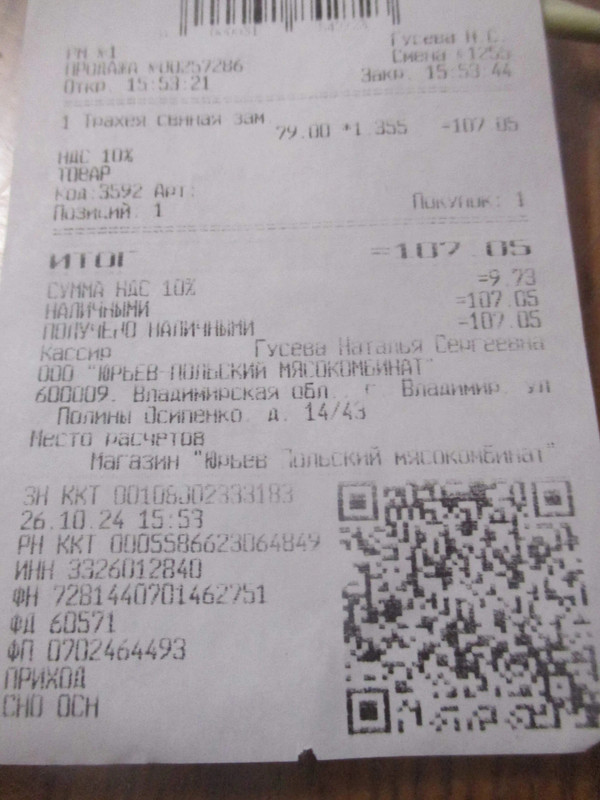 Гусева Н.С.
РМ №1
Смена №1255
ПРОДАЖА №00257286
Откр. 15:53:21
Закр. 15:53:44
1 Трахея свиная зам
79.00 *1.355 =107.05
НДС 10%
ТОВАР
Код:3592 Арт:
Позиций: 1
Покупок: 1
ИТОГ =107.05
СУММА НДС 10% =9.73
НАЛИЧНЫМИ =107.05
ПОЛУЧЕНО НАЛИЧНЫМИ =107.05
Кассир Гусева Наталья Сергеевна
ООО "ЮРЬЕВ-ПОЛЬСКИЙ МЯСОКОМБИНАТ"
600009, Владимирская обл., г. Владимир, ул
Полины Осипенко, д. 14/43
Место расчетов
Магазин "Юрьев Польский мясокомбинат"
ЗН ККТ 00106302333183
26.10.24 15:53
РН ККТ 0005586623064849
ИНН 3326012840
ФН 7281440701462751
ФД 60571
ФП 0702464493
ПРИХОД
СНО ОСН